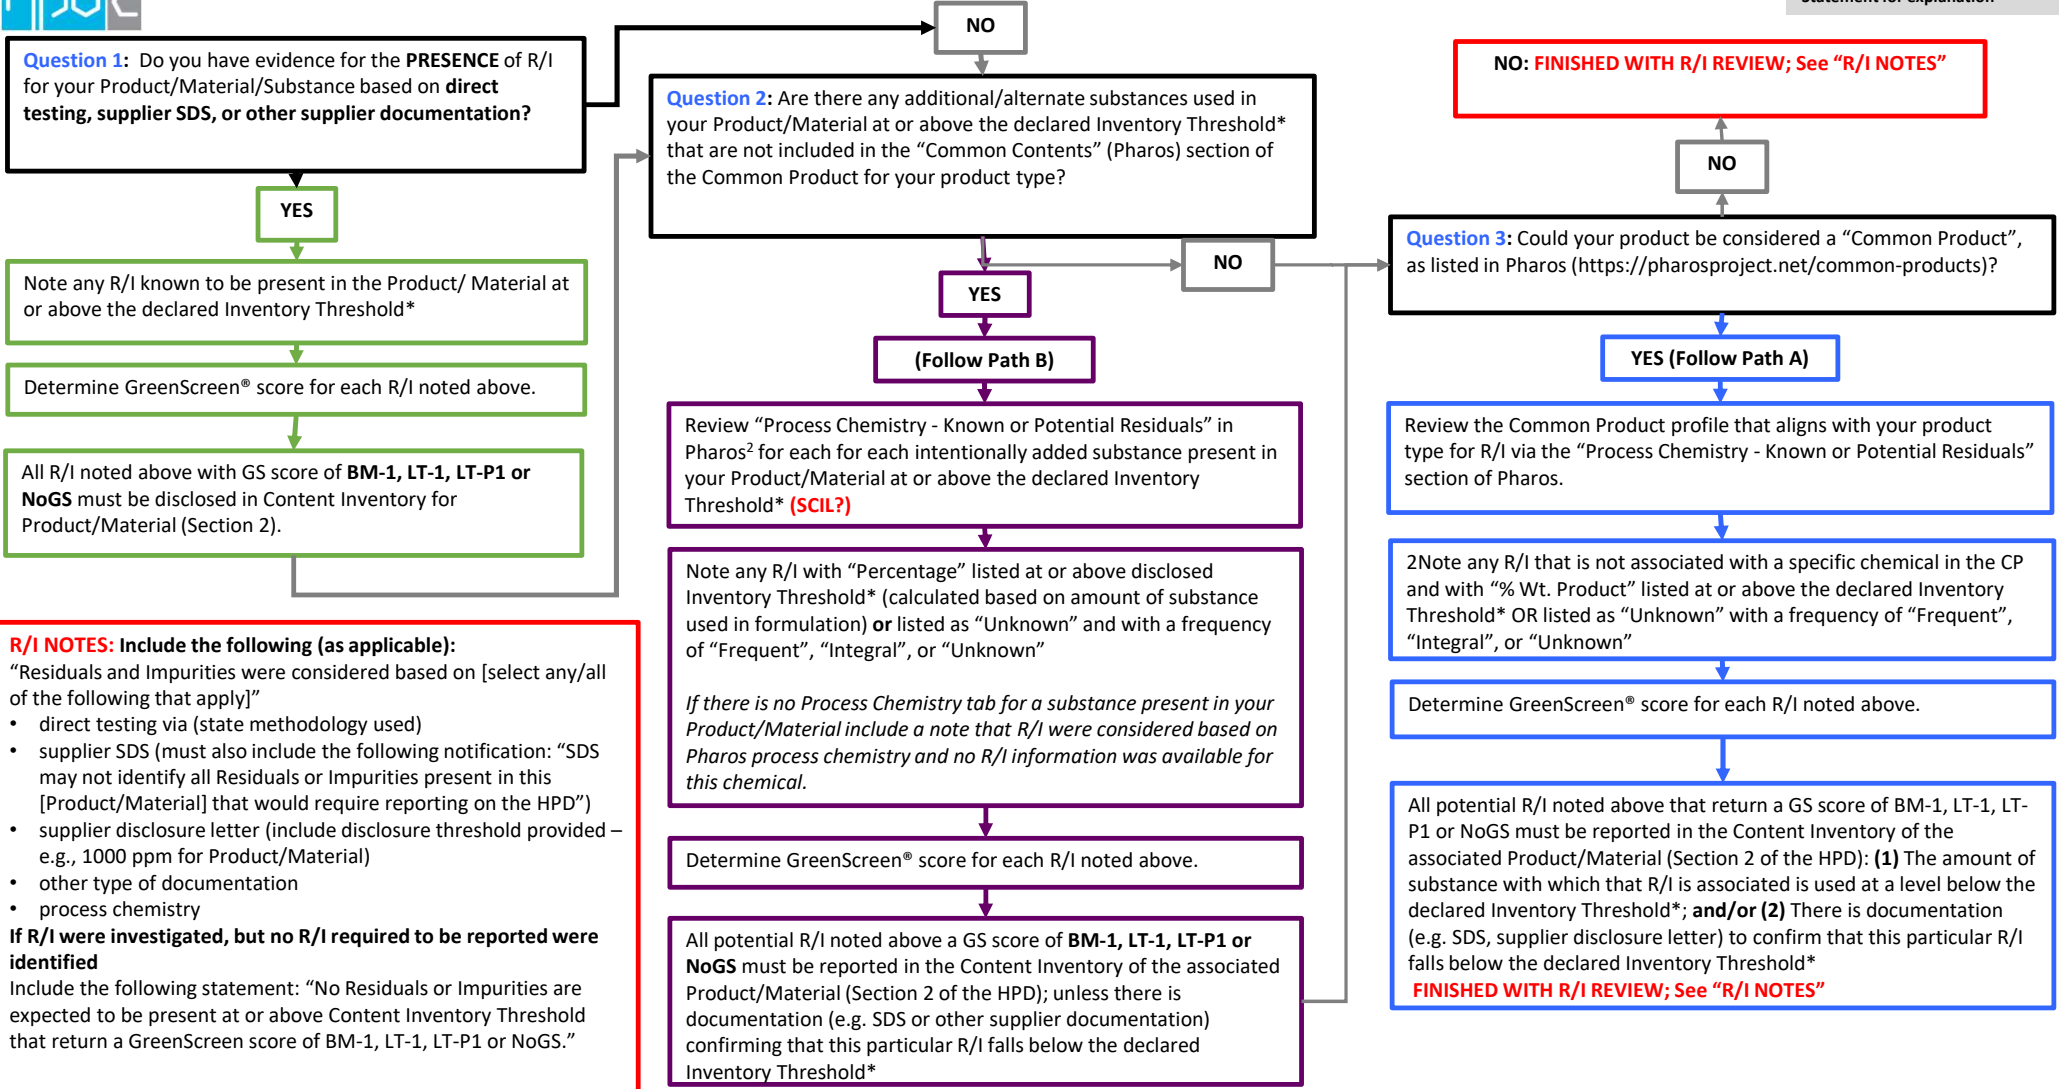 Statement for explanation
NO
Question 1: Do you have evidence for the PRESENCE of R/I
for your Product/Material/Substance based on direct
testing, supplier SDS, or other supplier documentation?
YES
Note any R/I known to be present in the Product/ Material at
or above the declared Inventory Threshold*
Determine GreenScreen® score for each R/I noted above.
All R/I noted above with GS score of BM-1, LT-1, LT-P1 or
NoGS must be disclosed in Content Inventory for
Product/Material (Section 2).
R/I NOTES: Include the following (as applicable):
“Residuals and Impurities were considered based on [select any/all
of the following that apply]”
• direct testing via (state methodology used)
• supplier SDS (must also include the following notification: “SDS
may not identify all Residuals or Impurities present in this
[Product/Material] that would require reporting on the HPD”)
• supplier disclosure letter (include disclosure threshold provided –
e.g., 1000 ppm for Product/Material)
• other type of documentation
• process chemistry
If R/I were investigated, but no R/I required to be reported were
identified
Include the following statement: “No Residuals or Impurities are
expected to be present at or above Content Inventory Threshold
that return a GreenScreen score of BM-1, LT-1, LT-P1 or NoGS.”
Question 2: Are there any additional/alternate substances used in
your Product/Material at or above the declared Inventory Threshold*
that are not included in the “Common Contents” (Pharos) section of
the Common Product for your product type?
NO
YES
(Follow Path B)
Review “Process Chemistry - Known or Potential Residuals” in
Pharos2 for each for each intentionally added substance present in
your Product/Material at or above the declared Inventory
Threshold* (SCIL?)
Note any R/I with “Percentage” listed at or above disclosed
Inventory Threshold* (calculated based on amount of substance
used in formulation) or listed as “Unknown” and with a frequency
of “Frequent”, “Integral”, or “Unknown”
If there is no Process Chemistry tab for a substance present in your
Product/Material include a note that R/I were considered based on
Pharos process chemistry and no R/I information was available for
this chemical.
Determine GreenScreen® score for each R/I noted above.
All potential R/I noted above a GS score of BM-1, LT-1, LT-P1 or
NoGS must be reported in the Content Inventory of the associated
Product/Material (Section 2 of the HPD); unless there is
documentation (e.g. SDS or other supplier documentation)
confirming that this particular R/I falls below the declared
Inventory Threshold*
NO: FINISHED WITH R/I REVIEW; See “R/I NOTES”
NO
Question 3: Could your product be considered a “Common Product”,
as listed in Pharos (https://pharosproject.net/common-products)?
YES (Follow Path A)
Review the Common Product profile that aligns with your product
type for R/I via the “Process Chemistry - Known or Potential Residuals”
section of Pharos.
2Note any R/I that is not associated with a specific chemical in the CP
and with “% Wt. Product” listed at or above the declared Inventory
Threshold* OR listed as “Unknown” with a frequency of “Frequent”,
“Integral”, or “Unknown”
Determine GreenScreen® score for each R/I noted above.
All potential R/I noted above that return a GS score of BM-1, LT-1, LT-
P1 or NoGS must be reported in the Content Inventory of the
associated Product/Material (Section 2 of the HPD): (1) The amount of
substance with which that R/I is associated is used at a level below the
declared Inventory Threshold*; and/or (2) There is documentation
(e.g. SDS, supplier disclosure letter) to confirm that this particular R/I
falls below the declared Inventory Threshold*
FINISHED WITH R/I REVIEW; See “R/I NOTES”